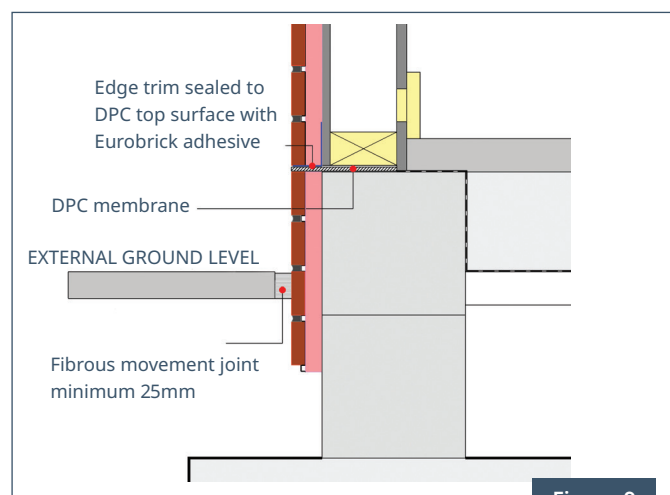 Edge trim sealed to
DPC top surface with
Eurobrick adhesive
DPC membrane
EXTERNAL GROUND LEVEL
Fibrous movement joint
minimum 25mm